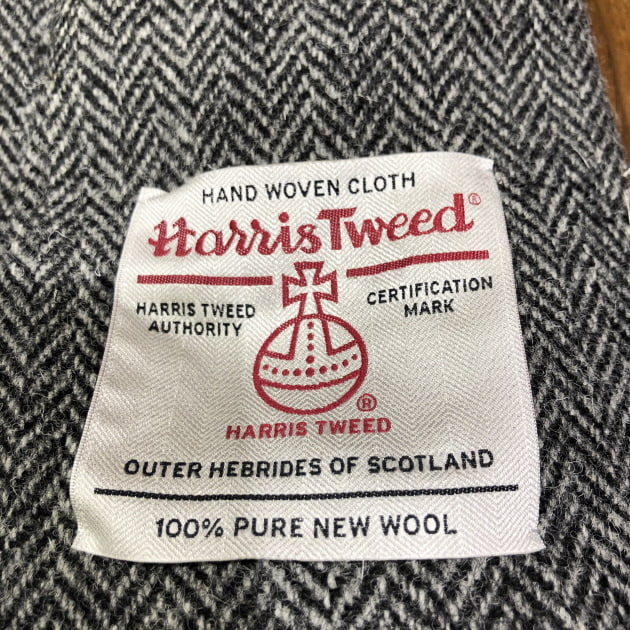 HAND WOVEN CLOTH
Harris Tweed®
HARRIS TWEED
AUTHORITY
CERTIFICATION
MARK
®
HARRIS TWEED
OUTER HEBRIDES OF SCOTLAND
100% PURE NEW WOOL